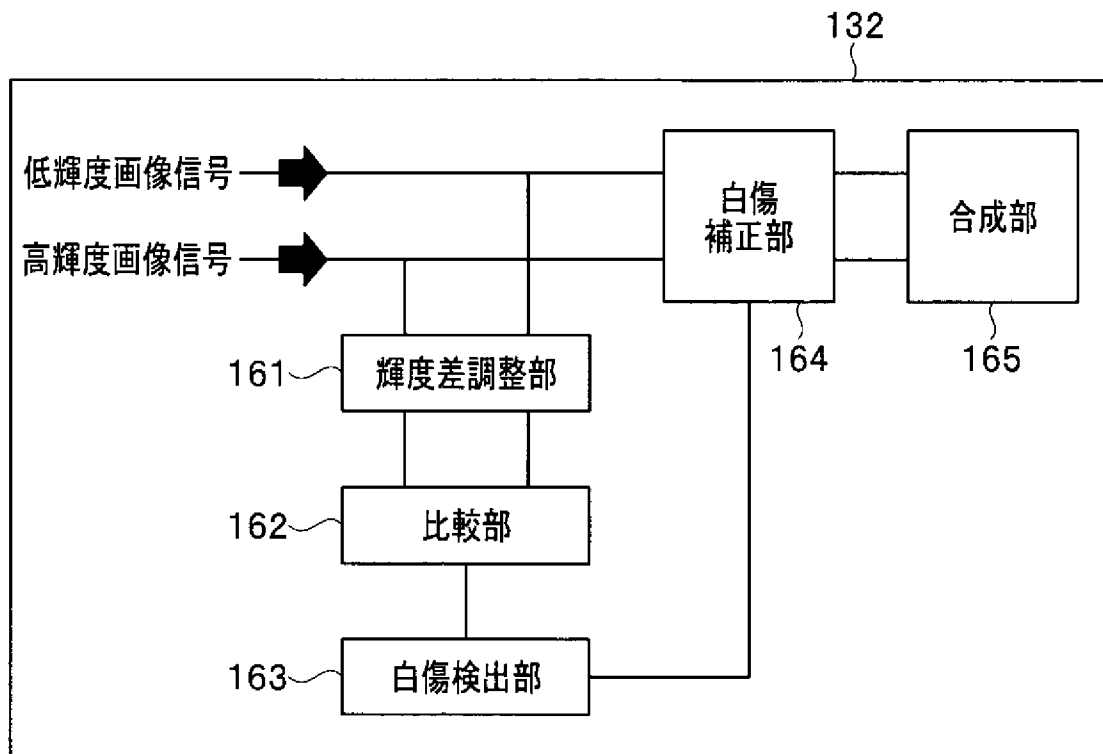 132
低輝度画像信号
高輝度画像信号
白傷
補正部
合成部
164
165
161
輝度差調整部
162
比較部
163
白傷検出部